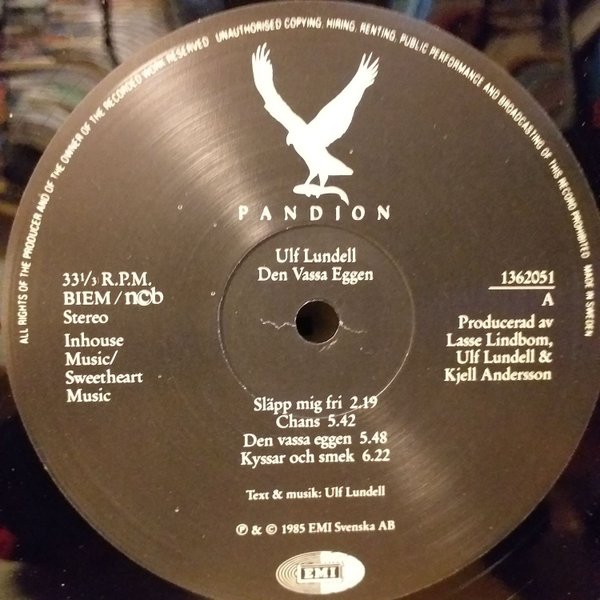 ALL RIGHTS OF THE PRODUCER AND OF THE OWNER OF THE RECORDED WORK RESERVED UNAUTHORISED COPYING, HIRING, RENTING, PUBLIC PERFORMANCE AND BROADCASTING OF THIS RECORD PROHIBITED MADE IN SWEDEN
PANDION
Ulf Lundell
Den Vassa Eggen
33 1/3 R.P.M.
BIEM/ncb
Stereo
Inhouse
Music/
Sweetheart
Music
1362051
A
Producerad av
Lasse Lindbom,
Ulf Lundell &
Kjell Andersson
Släpp mig fri 2.19
Chans 5.42
Den vassa eggen 5.48
Kyssar och smek 6.22
Text & musik: Ulf Lundell
℗ & © 1985 EMI Svenska AB
EMI